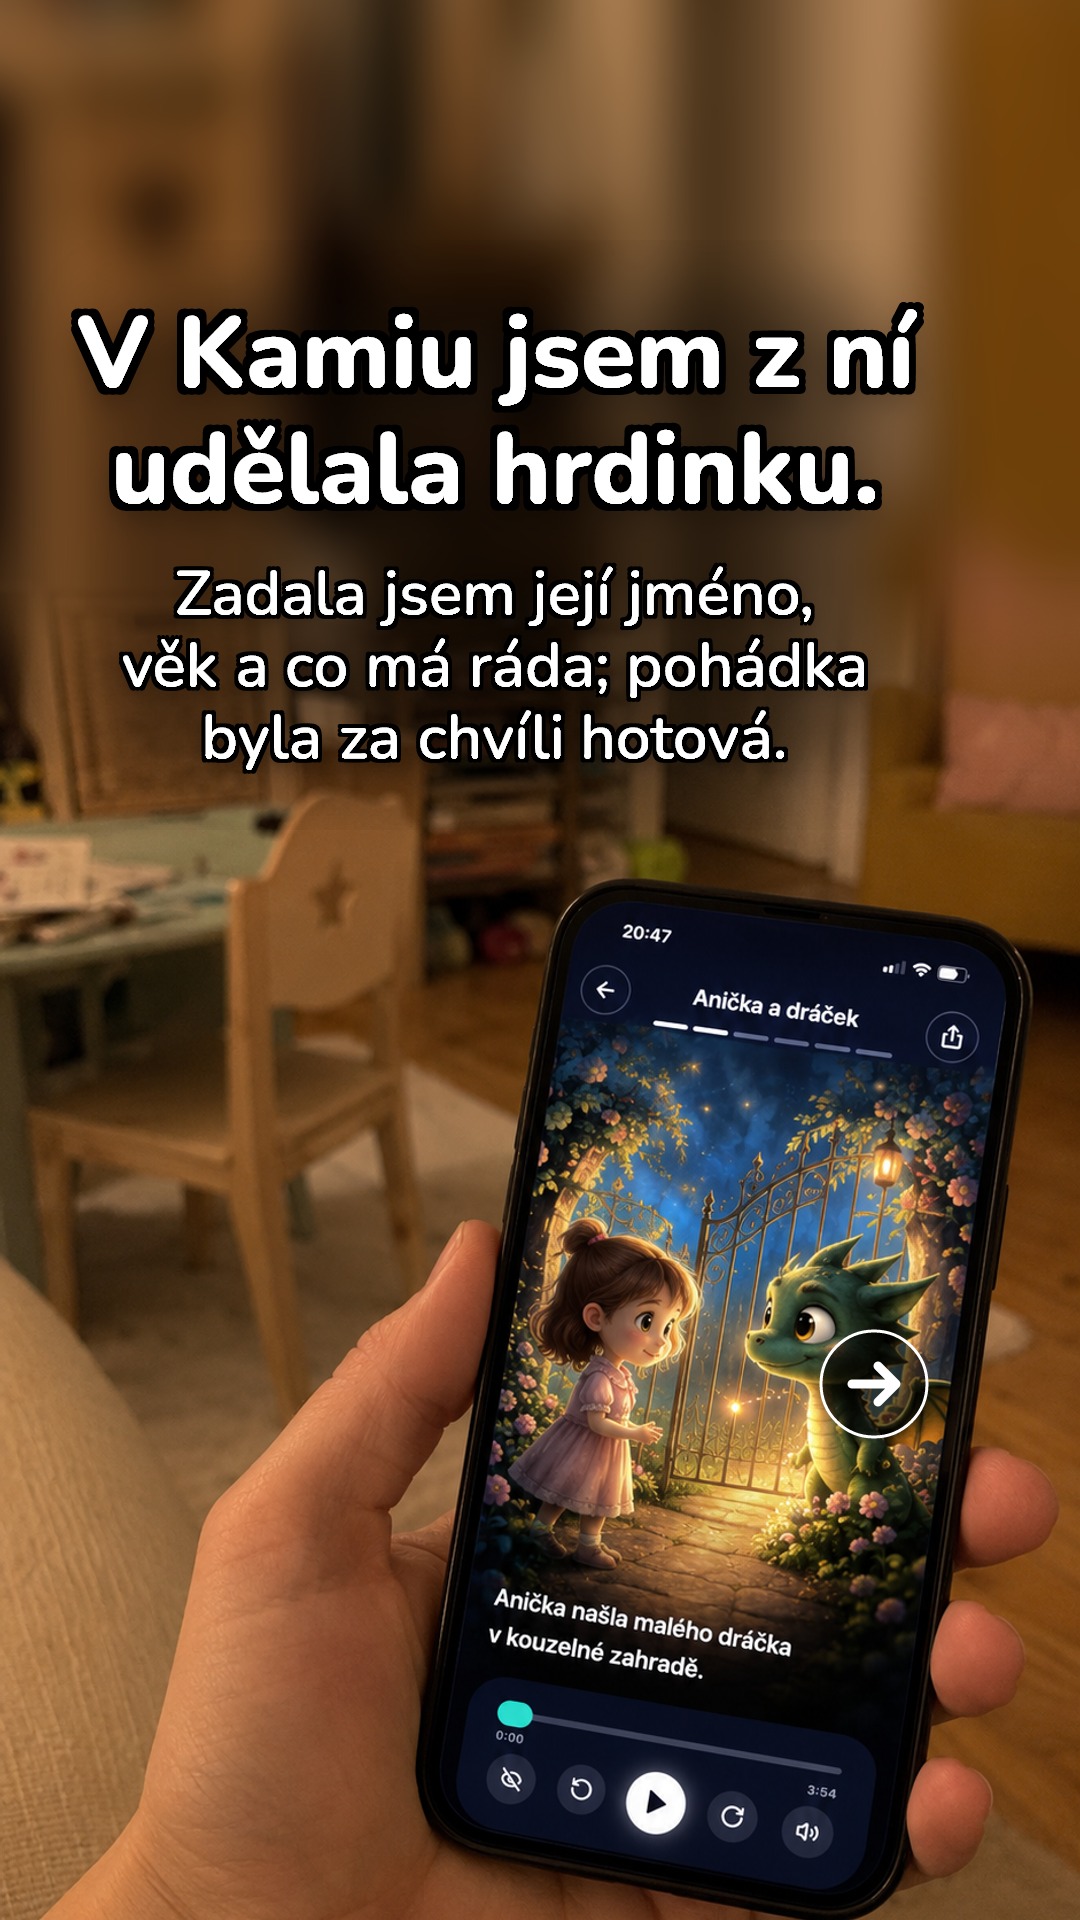 V Kamiu jsem z ní
udělala hrdinku.
Zadala jsem její jméno,
věk a co má ráda; pohádka
byla za chvíli hotová.
20:47
Anička a dráček
Anička našla malého dráčka
v kouzelné zahradě.
0:00
3:54